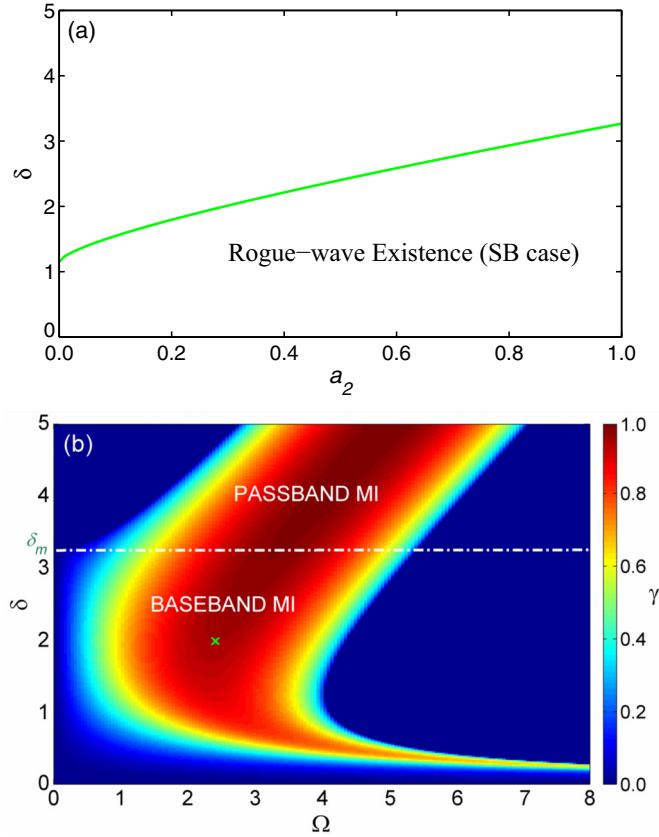 (a)
5
4
3
2
1
0
δ
Rogue−wave Existence (SB case)
0.0 0.2 0.4 0.6 0.8 1.0
a2
(b)
5
4
δm
3
2
1
0
δ
PASSBAND MI
BASEBAND MI
×
0 1 2 3 4 5 6 7 8
Ω
1.0
0.8
0.6
0.4
0.2
0.0
γ